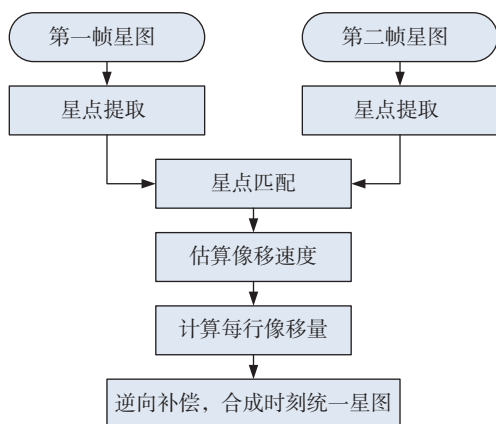 第一帧星图
第二帧星图
星点提取
星点提取
星点匹配
估算像移速度
计算每行像移量
逆向补偿，合成时刻统一星图